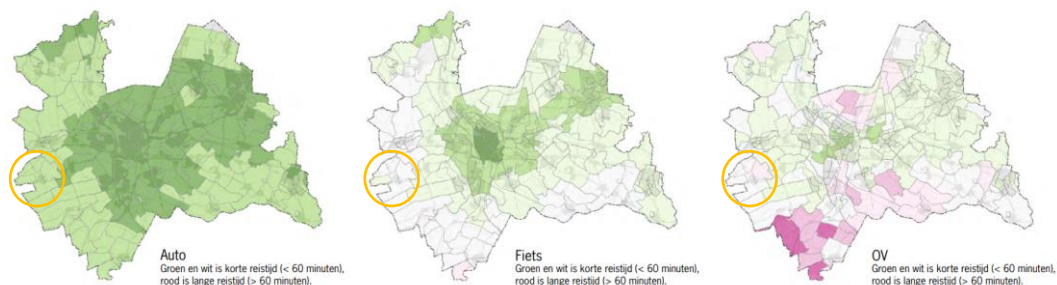 Auto
Groen en wit is korte reistijd (< 60 minuten),
rood is lange reistijd (> 60 minuten).
Fiets
Groen en wit is korte reistijd (< 60 minuten),
rood is lange reistijd (> 60 minuten).
OV
Groen en wit is korte reistijd (< 60 minuten),
rood is lange reistijd (> 60 minuten).